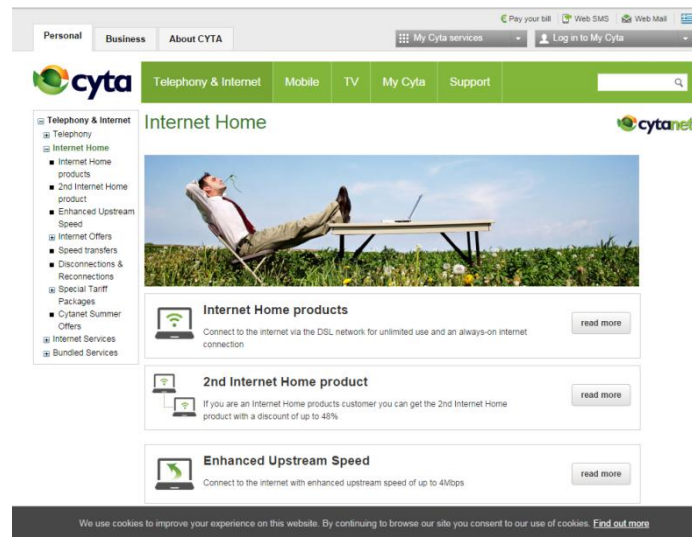 Pay your bill Web SMS Web Mail
Personal Business About CYTA
My Cyta services Log in to My Cyta
cyta
Telephony & Internet Mobile TV My Cyta Support
Telephony & Internet
Telephony
Internet Home
Internet Home
products
2nd Internet Home
product
Enhanced Upstream
Speed
Internet Offers
Speed transfers
Disconnections &
Reconnections
Special Tariff
Packages
Cytanet Summer
Offers
Internet Services
Bundled Services
Internet Home
cytanet
Internet Home products
Connect to the internet via the DSL network for unlimited use and an always-on internet
connection
read more
2nd Internet Home product
If you are an Internet Home products customer you can get the 2nd Internet Home
product with a discount of up to 48%
read more
Enhanced Upstream Speed
Connect to the internet with enhanced upstream speed of up to 4Mbps
read more
We use cookies to improve your experience on this website. By continuing to browse our site you consent to our use of cookies. Find out more